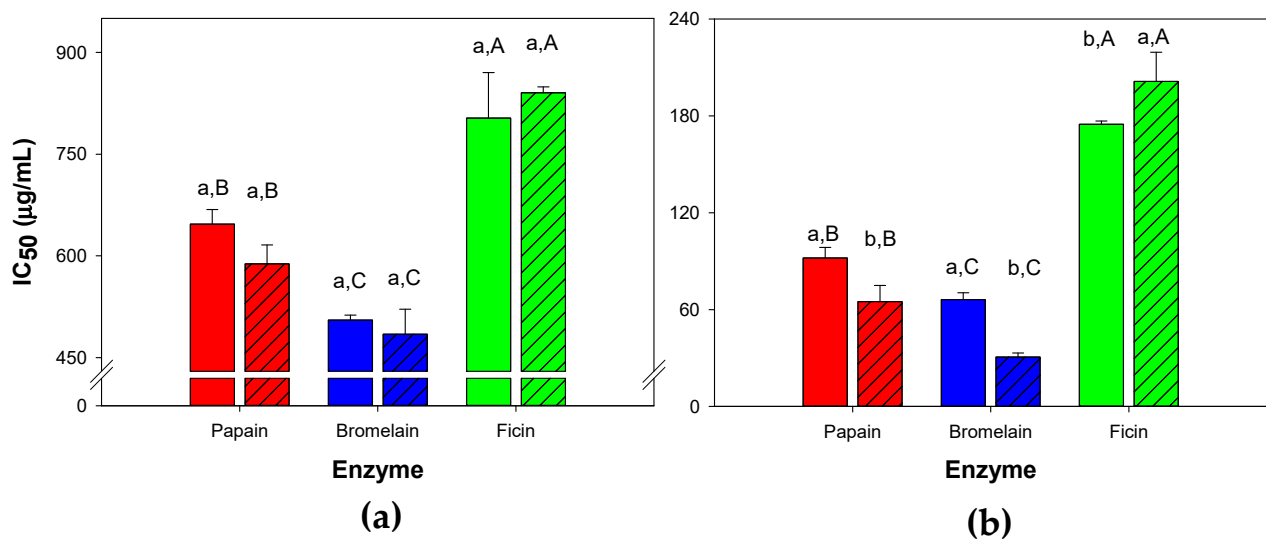 IC50 (µg/mL)
900
750
600
450
0
a,B
a,B
a,C
a,C
a,A
a,A
Papain
Bromelain
Ficin
Enzyme
(a)
240
180
120
60
0
a,B
b,B
a,C
b,C
b,A
a,A
Papain
Bromelain
Ficin
Enzyme
(b)